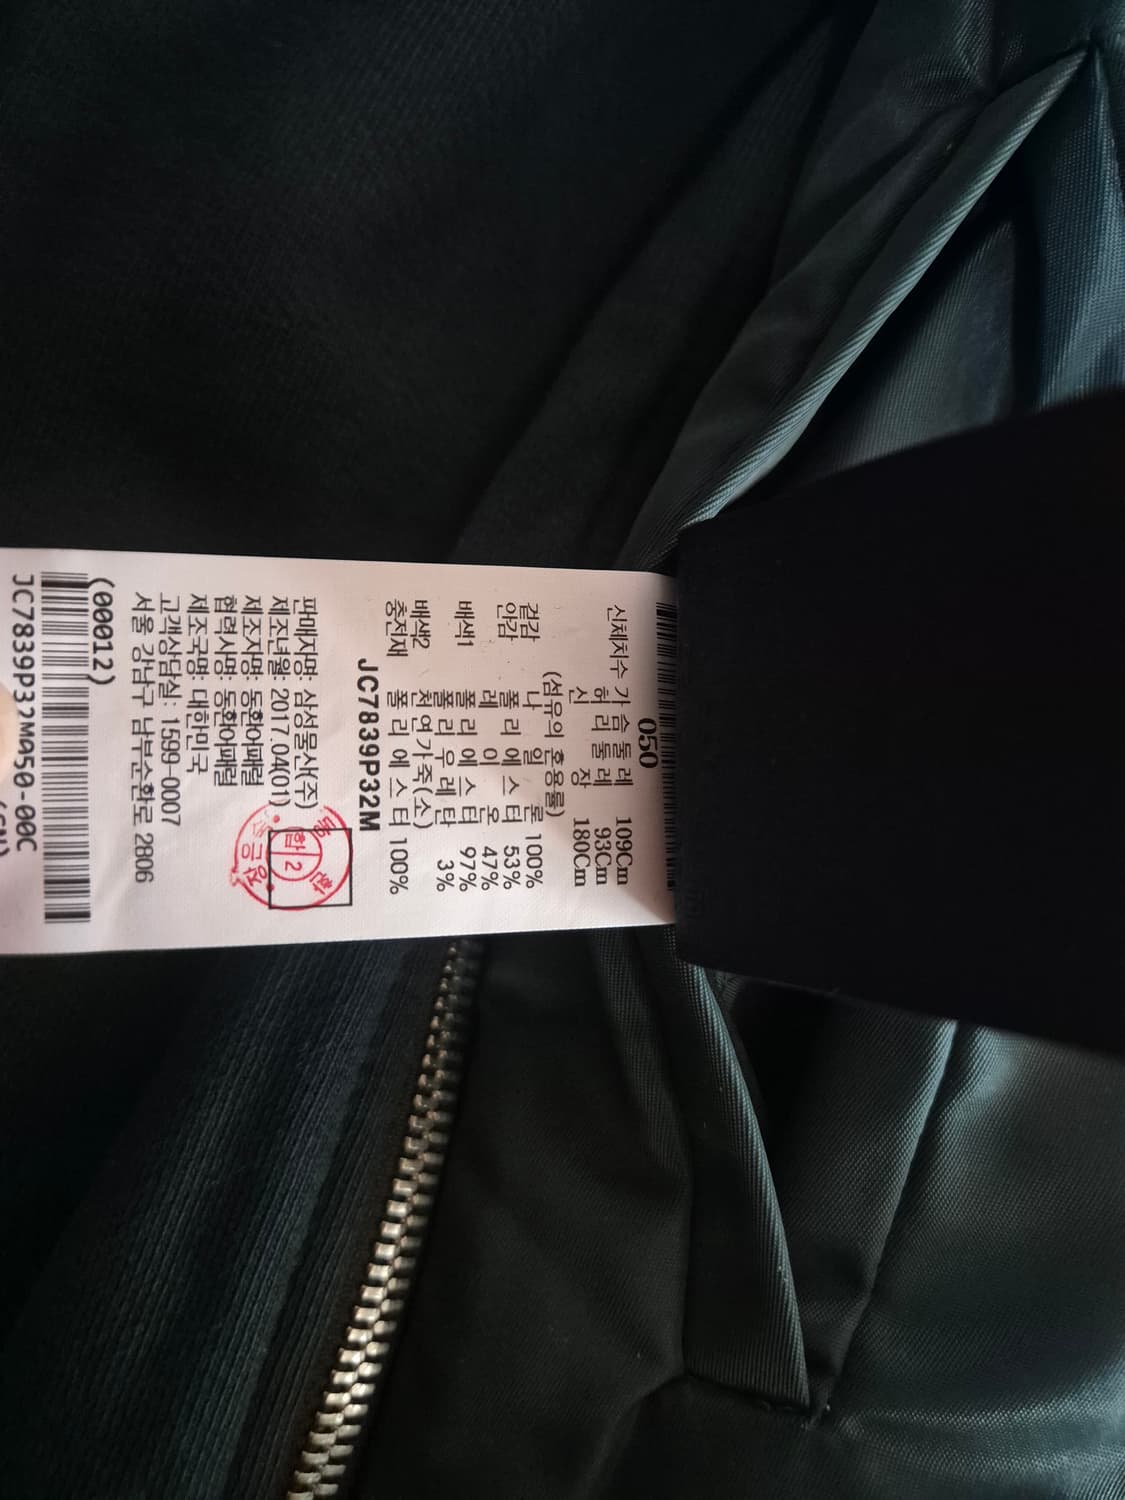 050
신체치수 가 슴 둘 레 109Cm
허 리 둘 레 93Cm
신 장 180Cm
(섬유의 혼용률)
겉감 나 일 론 100%
안감 폴 리 에 스 터 53%
레 이 온 47%
배색1 폴 리 에 스 터 97%
폴 리 우 레 탄 3%
배색2 천연가죽(소)
충전재 폴 리 에 스 터 100%
JC7839P32M
판매자명: 삼성물산(주)
제조년월: 2017.04(01)
제조자명: 동환어패럴
협력사명: 동환어패럴
제조국명: 대한민국
고객상담실: 1599-0007
서울 강남구 남부순환로 2806
(00012)
JC7839P32M050-00C
합
2